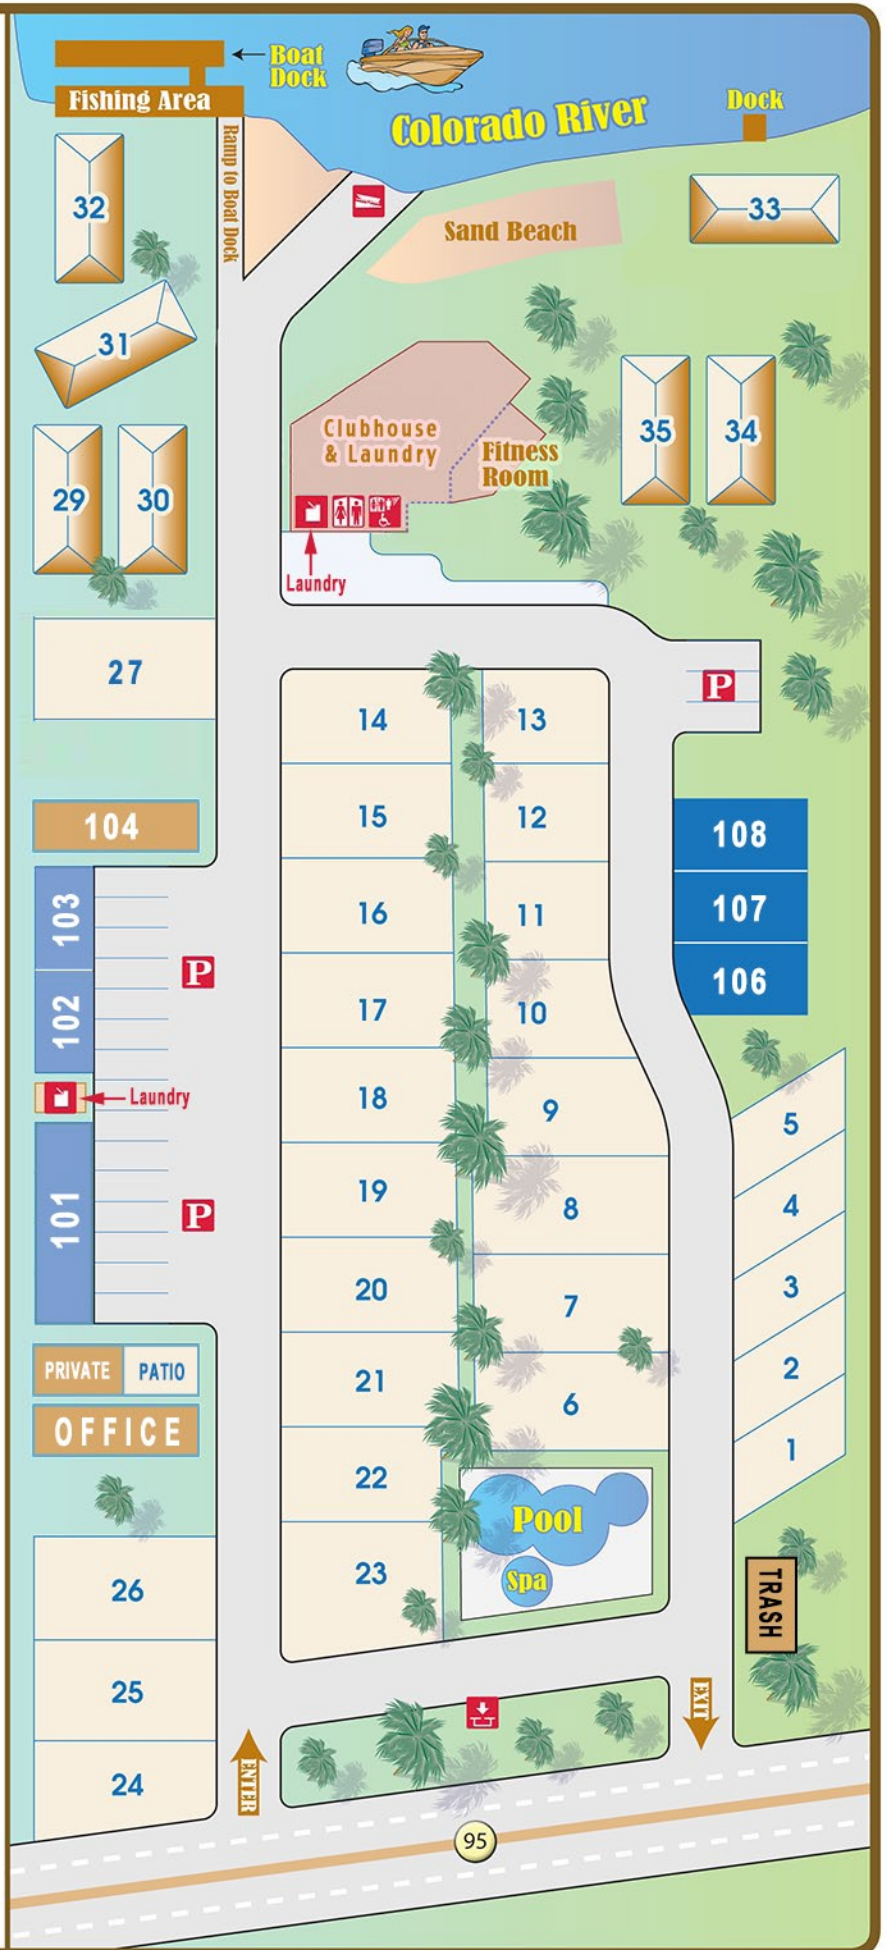 Boat
Dock
Fishing Area
Colorado River
Dock
Ramp to Boat Dock
32
33
Sand Beach
31
Clubhouse
& Laundry
Fitness
Room
35
34
29
30
Laundry
27
P
14
13
15
12
104
108
103
16
11
107
P
102
17
10
106
Laundry
18
9
5
101
19
8
4
P
20
7
3
PRIVATE
PATIO
21
6
2
OFFICE
22
1
Pool
Spa
23
26
TRASH
25
24
ENTER
EXIT
95